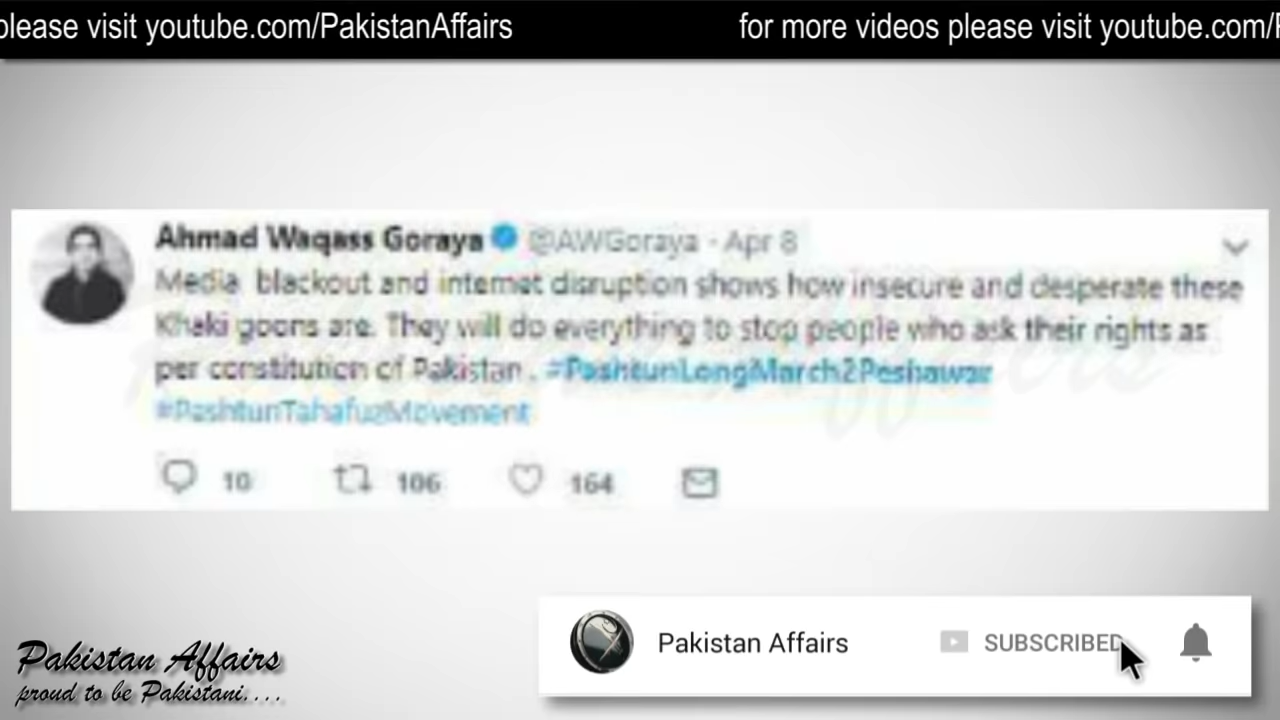 please visit youtube.com/PakistanAffairs for more videos please visit youtube.com/
Ahmad Waqass Goraya @AWGoraya · Apr 8
Media blackout and internet disruption shows how insecure and desperate these
Khaki goons are. They will do everything to stop people who ask their rights as
per constitution of Pakistan . #PashtunLongMarch2Peshawar
#PashtunTahafuzMovement
10 106 164
Pakistan Affairs
SUBSCRIBED
Pakistan Affairs
proud to be Pakistani....